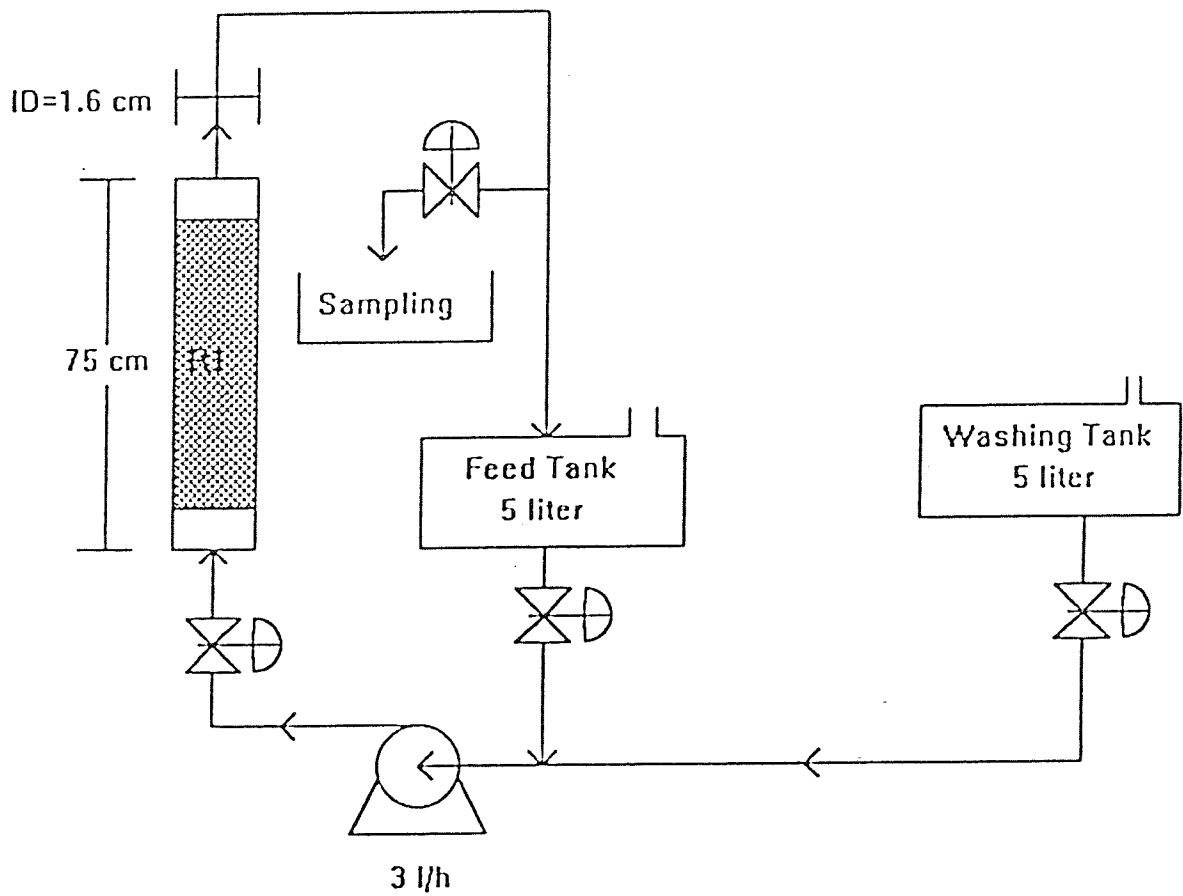 ID=1.6 cm
Sampling
75 cm
Feed Tank
5 liter
Washing Tank
5 liter
3 l/h